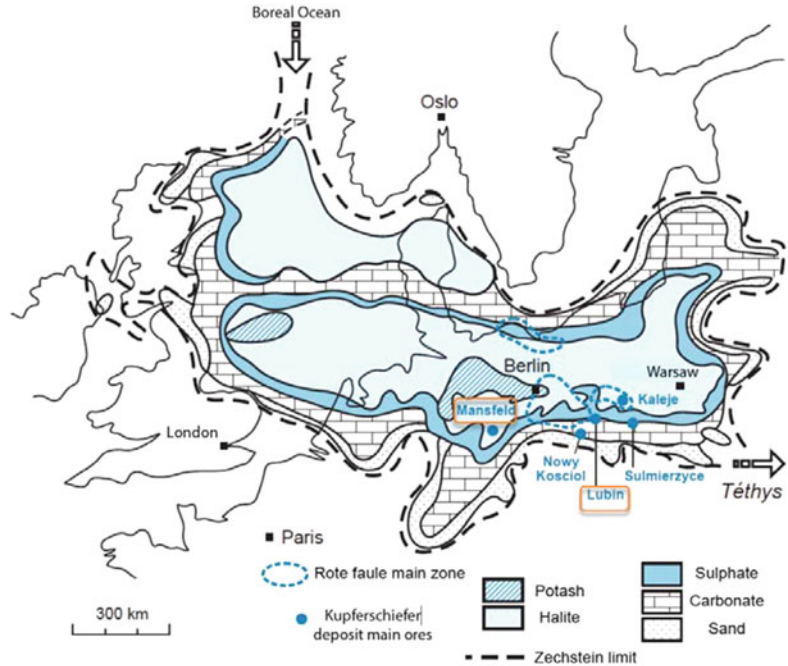 Boreal Ocean
Oslo
Berlin
Warsaw
Mansfeld
Kaleje
London
Nowy
Kosciol
Sulmierzyce
Lubin
Téthys
Paris
Rote faule main zone
Potash
Sulphate
Halite
Carbonate
300 km
Kupferschiefer
deposit main ores
Sand
Zechstein limit